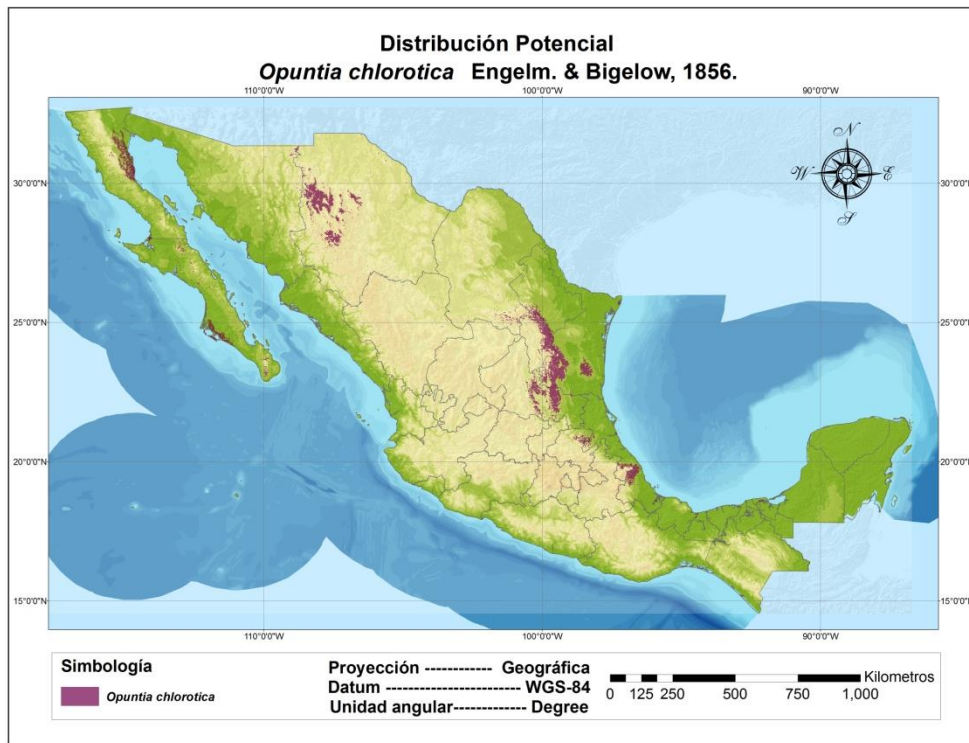 Distribución Potencial
Opuntia chlorotica Engelm. & Bigelow, 1856.
110°0'0"W 100°0'0"W 90°0'0"W
N
W E
S
30°0'0"N 30°0'0"N
25°0'0"N 25°0'0"N
20°0'0"N 20°0'0"N
15°0'0"N 15°0'0"N
110°0'0"W 100°0'0"W 90°0'0"W
Simbología
Opuntia chlorotica
Proyección ------------ Geográfica
Datum ------------------------ WGS-84
Unidad angular------------- Degree
Kilometros
0 125 250 500 750 1,000